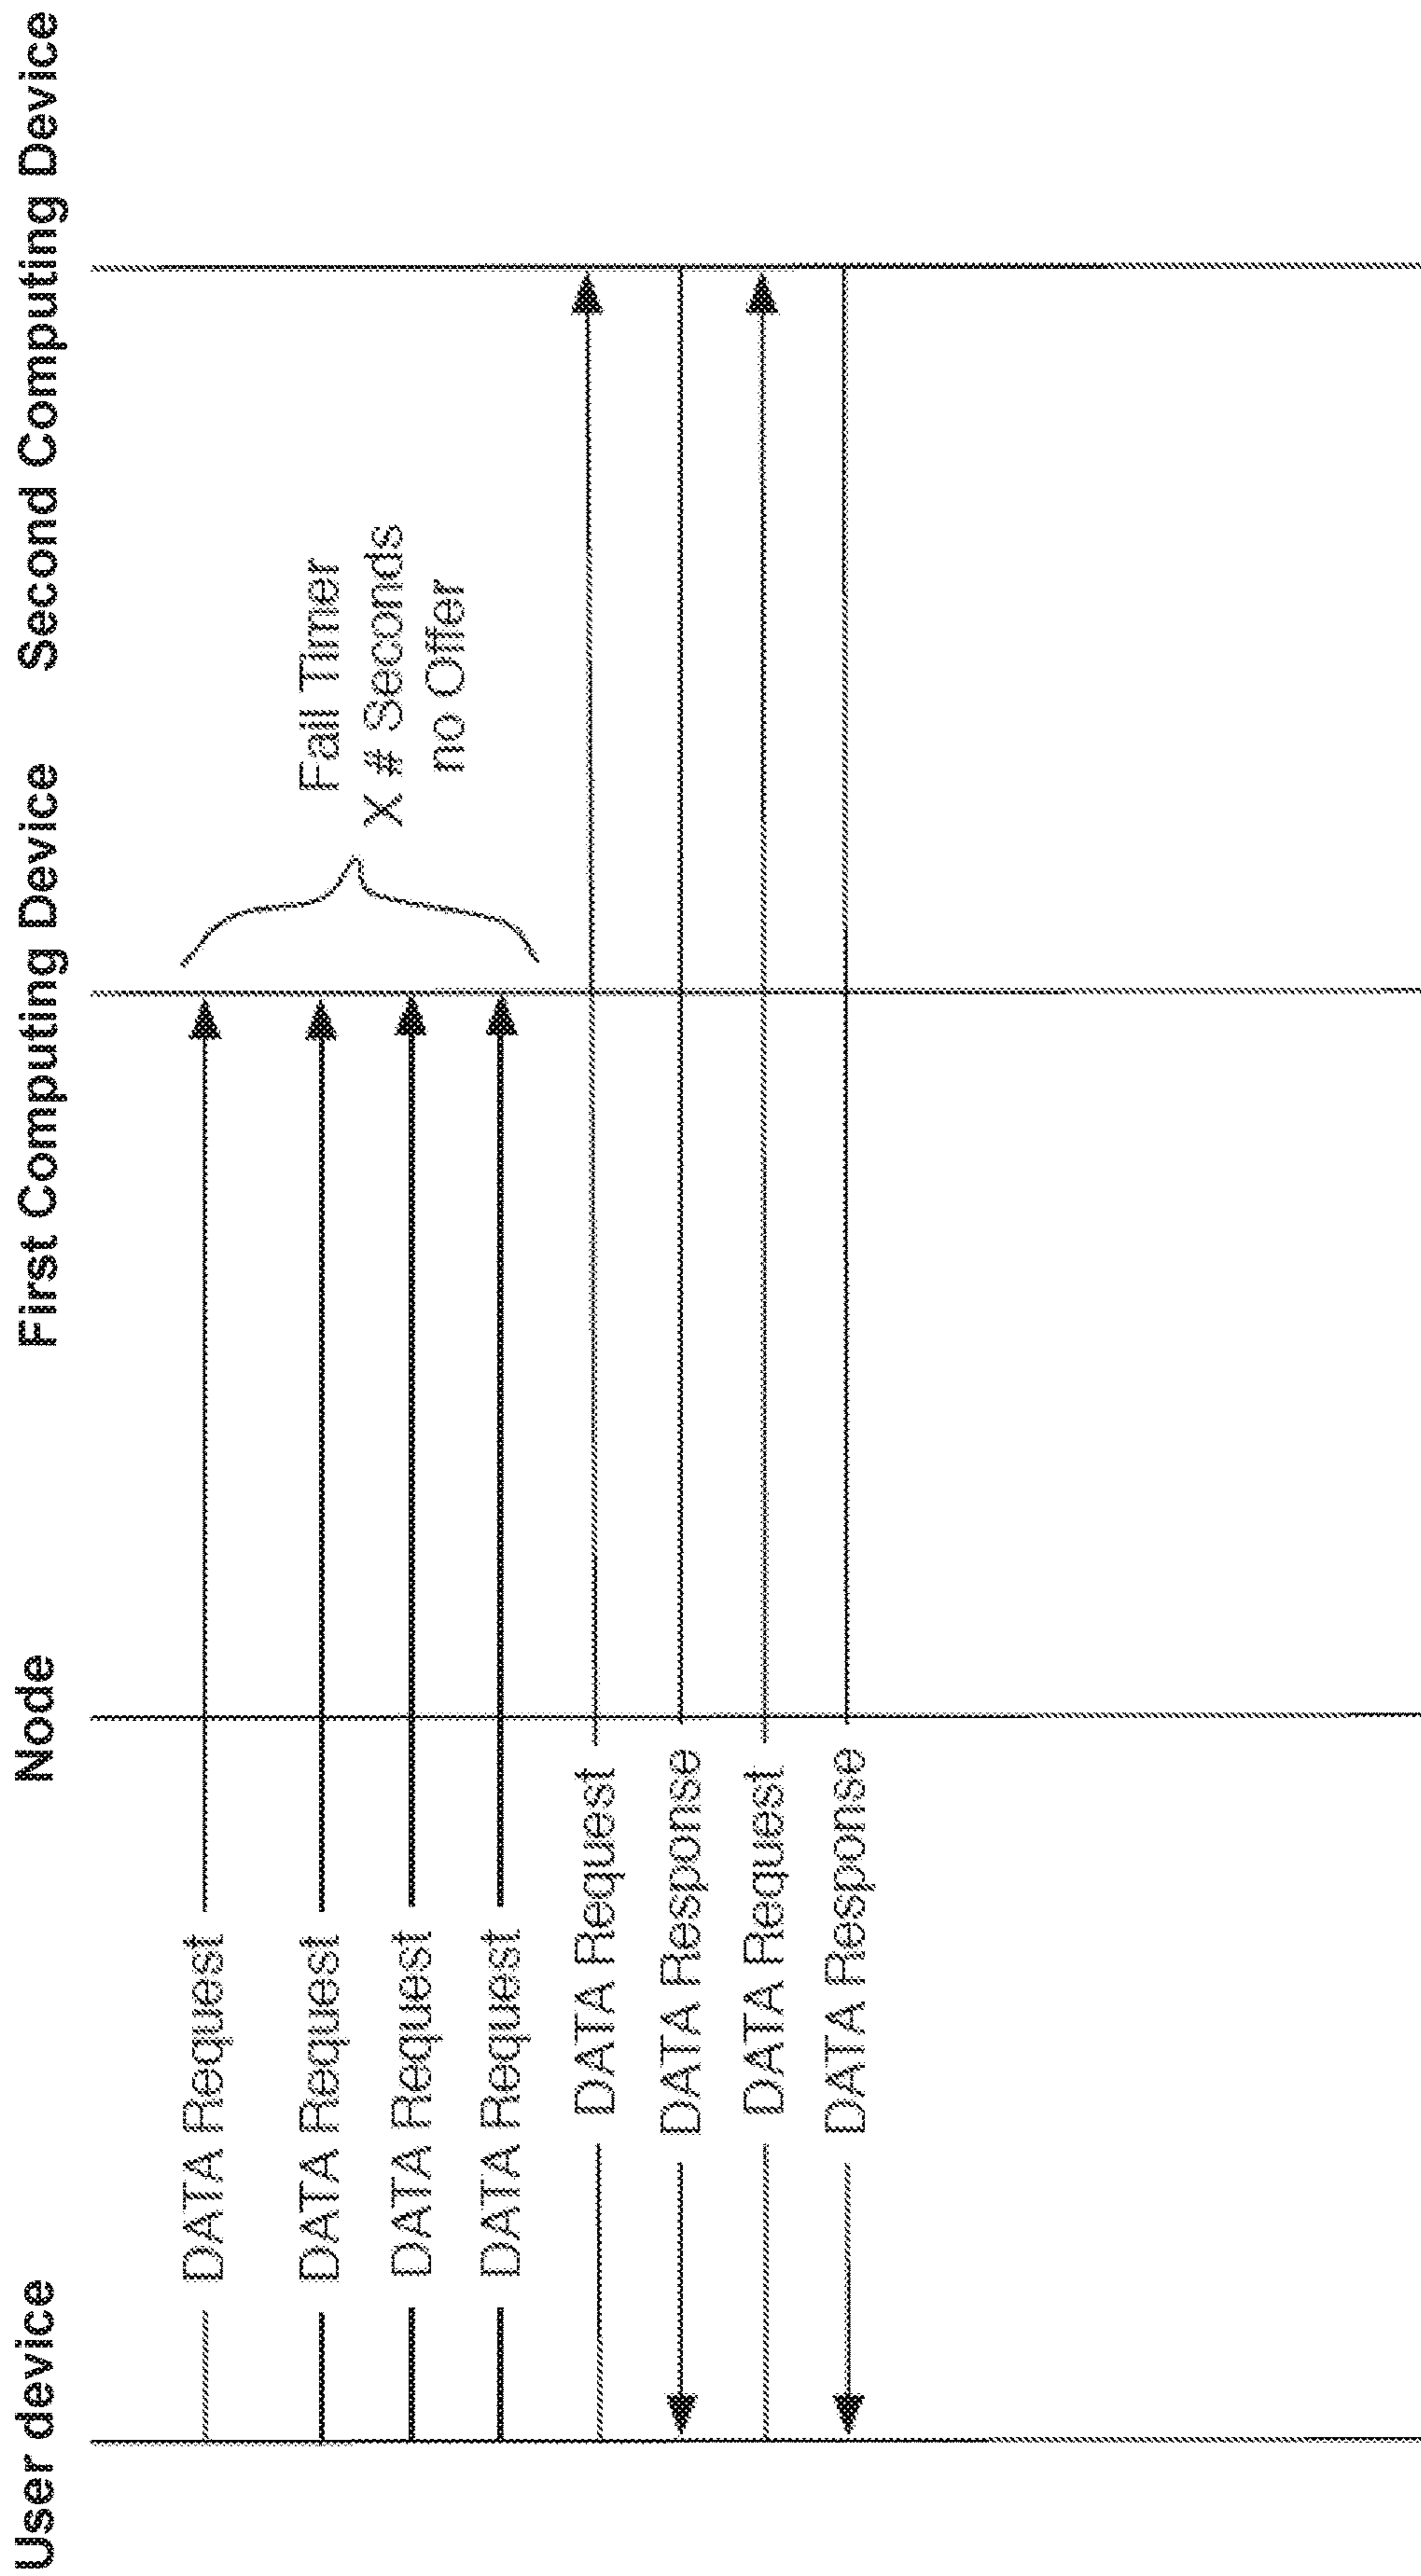 User device
Node
First Computing Device
Second Computing Device
DATA Request
DATA Request
DATA Request
DATA Request
Fail Timer
X # Seconds
no Offer
DATA Request
DATA Response
DATA Request
DATA Response